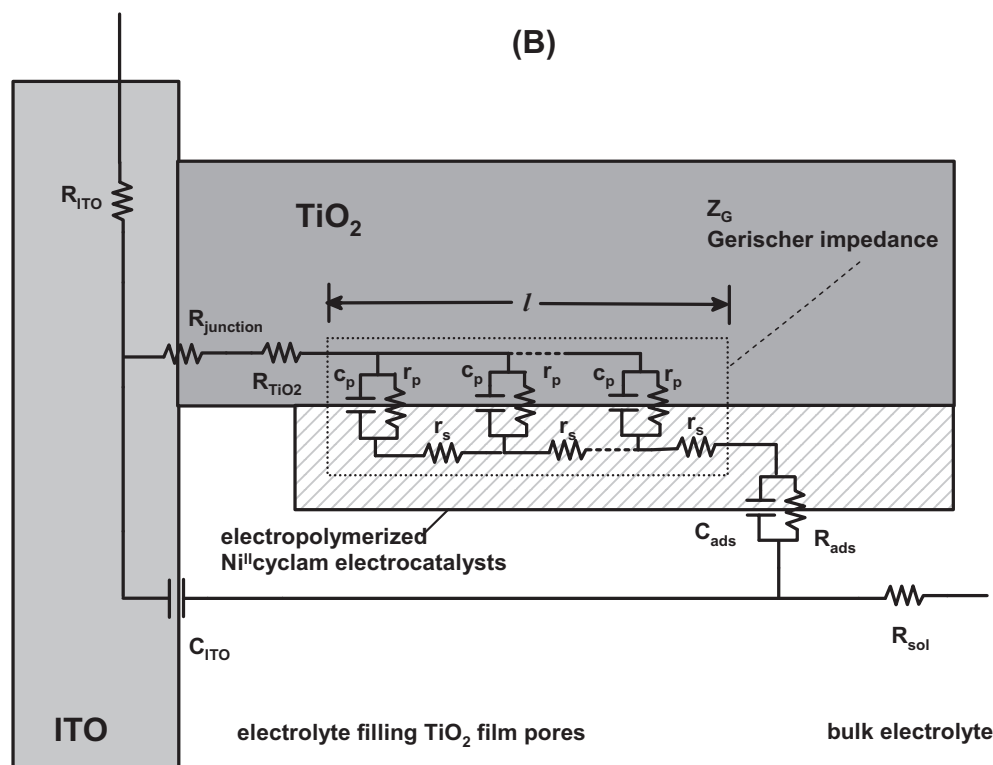 (B)
R_ITO
TiO₂
Z_G
Gerischer impedance
l
R_junction
R_TiO2
c_p r_p c_p r_p c_p r_p
r_s r_s r_s
electropolymerized
Ni^II cyclam electrocatalysts
C_ads R_ads
C_ITO
R_sol
ITO
electrolyte filling TiO₂ film pores
bulk electrolyte